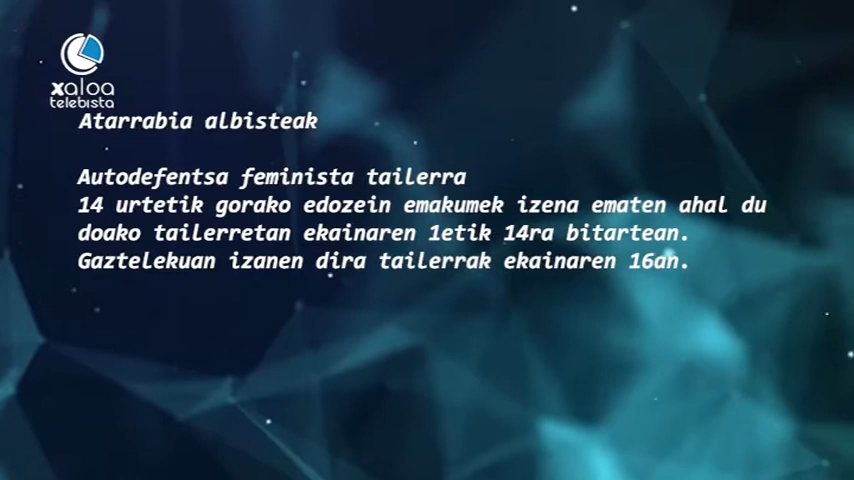 xaloa
telebista
Atarrabia albisteak
Autodefentsa feminista tailerra
14 urtetik gorako edozein emakumek izena ematen ahal du
doako tailerretan ekainaren 1etik 14ra bitartean.
Gaztelekuan izanen dira tailerrak ekainaren 16an.